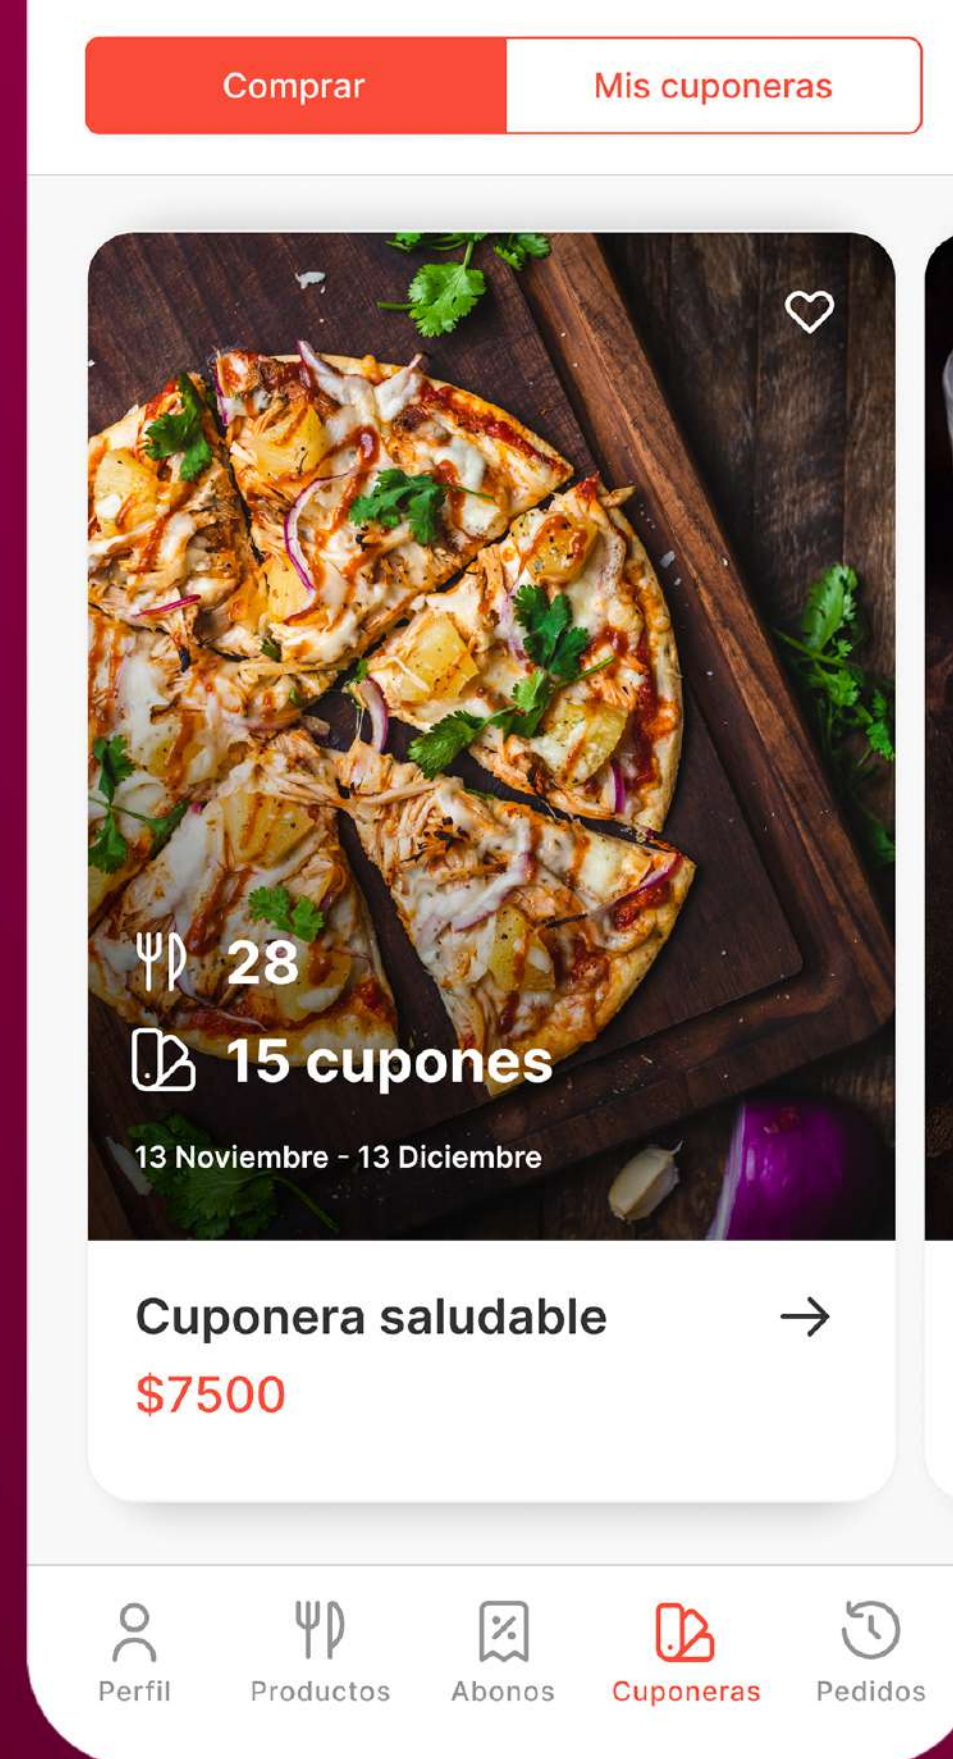 Comprar
Mis cuponeras
28
15 cupones
13 Noviembre - 13 Diciembre
Cuponera saludable
$7500
Perfil
Productos
Abonos
Cuponeras
Pedidos